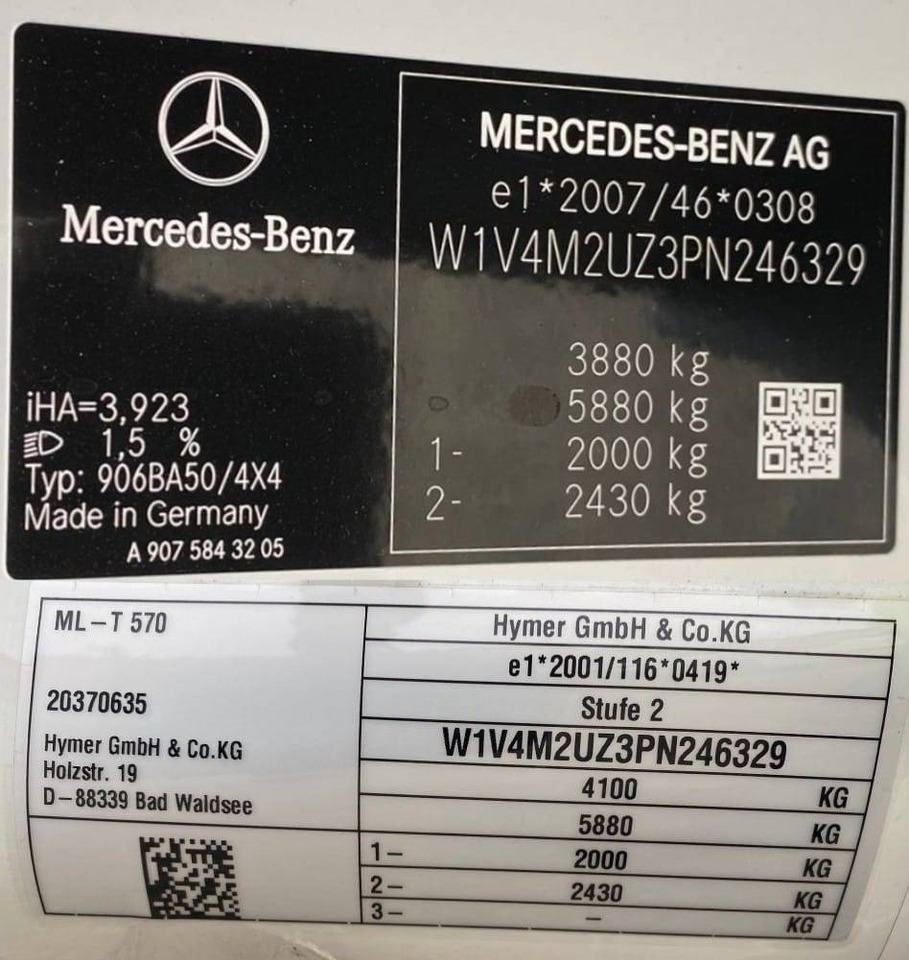 Mercedes-Benz
iHA=3,923
1,5 %
Typ: 906BA50/4X4
Made in Germany
A 907 584 32 05
MERCEDES-BENZ AG
e1*2007/46*0308
W1V4M2UZ3PN246329
3880 kg
5880 kg
1- 2000 kg
2- 2430 kg
ML-T 570
20370635
Hymer GmbH & Co.KG
Holzstr. 19
D-88339 Bad Waldsee
Hymer GmbH & Co.KG
e1*2001/116*0419*
Stufe 2
W1V4M2UZ3PN246329
4100 KG
5880 KG
1- 2000 KG
2- 2430 KG
3- - KG